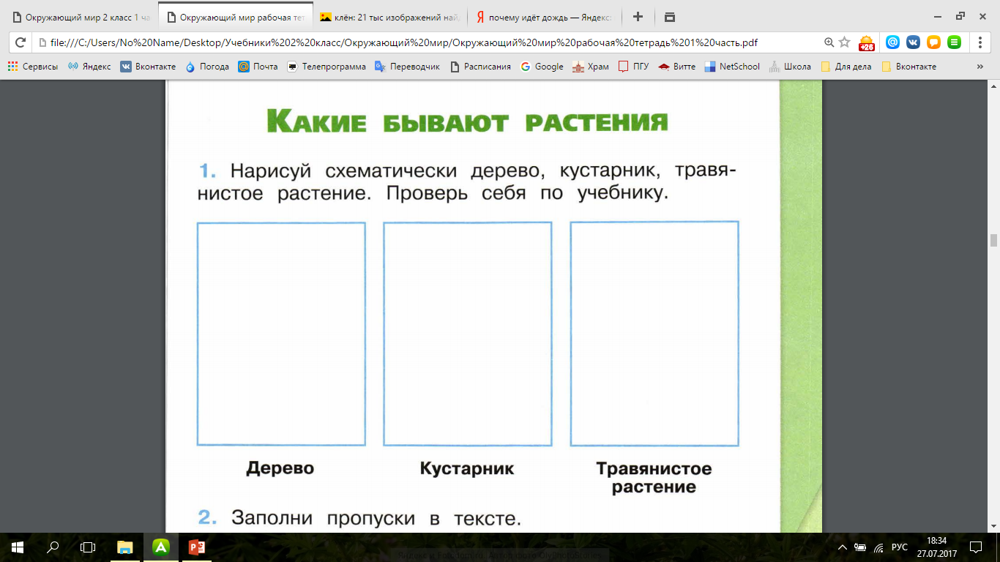 Окружающий мир 2 класс 1 ча
Окружающий мир рабочая тет
клён: 21 тыс изображений най
почему идёт дождь — Яндекс:
file:///C:/Users/No%20Name/Desktop/Учебники%202%20класс/Окружающий%20мир/Окружающий%20мир%20рабочая%20тетрадь%201%20часть.pdf
+26
Сервисы Яндекс Вконтакте Погода Почта Телепрограмма Переводчик Расписания Google Храм ПГУ Витте NetSchool Школа Для дела Вконтакте »
КАКИЕ БЫВАЮТ РАСТЕНИЯ
1. Нарисуй схематически дерево, кустарник, травя-
нистое растение. Проверь себя по учебнику.
Дерево
Кустарник
Травянистое
растение
2. Заполни пропуски в тексте.
РУС
18:34
27.07.2017